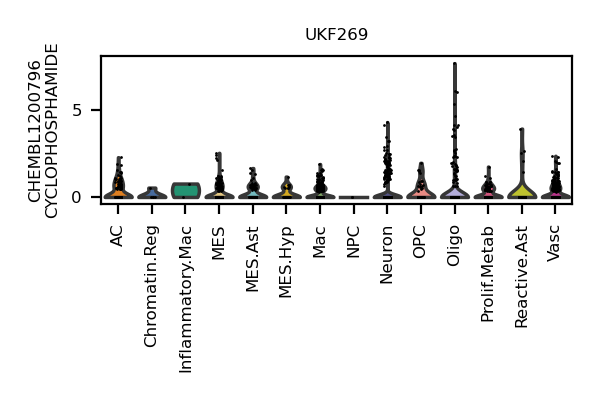 UKF269
CHEMBL1200796
CYCLOPHOSPHAMIDE
5
0
AC
Chromatin.Reg
Inflammatory.Mac
MES
MES.Ast
MES.Hyp
Mac
NPC
Neuron
OPC
Oligo
Prolif.Metab
Reactive.Ast
Vasc